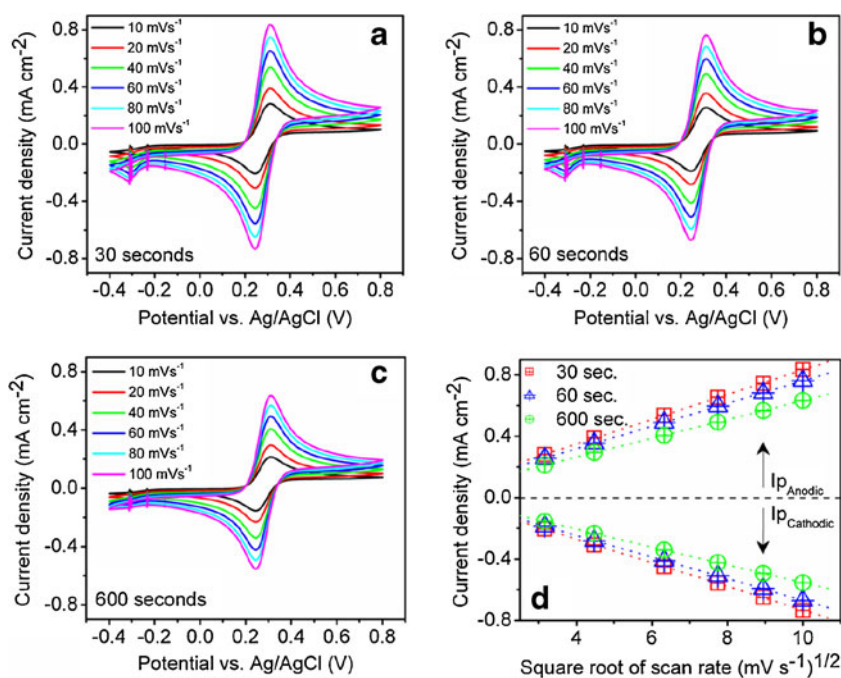 a
10 mVs⁻¹
20 mVs⁻¹
40 mVs⁻¹
60 mVs⁻¹
80 mVs⁻¹
100 mVs⁻¹
30 seconds
0.8
0.4
0.0
-0.4
-0.8
Current density (mA cm⁻²)
-0.4 -0.2 0.0 0.2 0.4 0.6 0.8
Potential vs. Ag/AgCl (V)
b
10 mVs⁻¹
20 mVs⁻¹
40 mVs⁻¹
60 mVs⁻¹
80 mVs⁻¹
100 mVs⁻¹
60 seconds
0.8
0.4
0.0
-0.4
-0.8
Current density (mA cm⁻²)
-0.4 -0.2 0.0 0.2 0.4 0.6 0.8
Potential vs. Ag/AgCl (V)
c
10 mVs⁻¹
20 mVs⁻¹
40 mVs⁻¹
60 mVs⁻¹
80 mVs⁻¹
100 mVs⁻¹
600 seconds
0.8
0.4
0.0
-0.4
-0.8
Current density (mA cm⁻²)
-0.4 -0.2 0.0 0.2 0.4 0.6 0.8
Potential vs. Ag/AgCl (V)
30 sec.
60 sec.
600 sec.
Ip Anodic
Ip Cathodic
d
0.8
0.4
0.0
-0.4
-0.8
Current density (mA cm⁻²)
4 6 8 10
Square root of scan rate (mV s⁻¹)¹/²